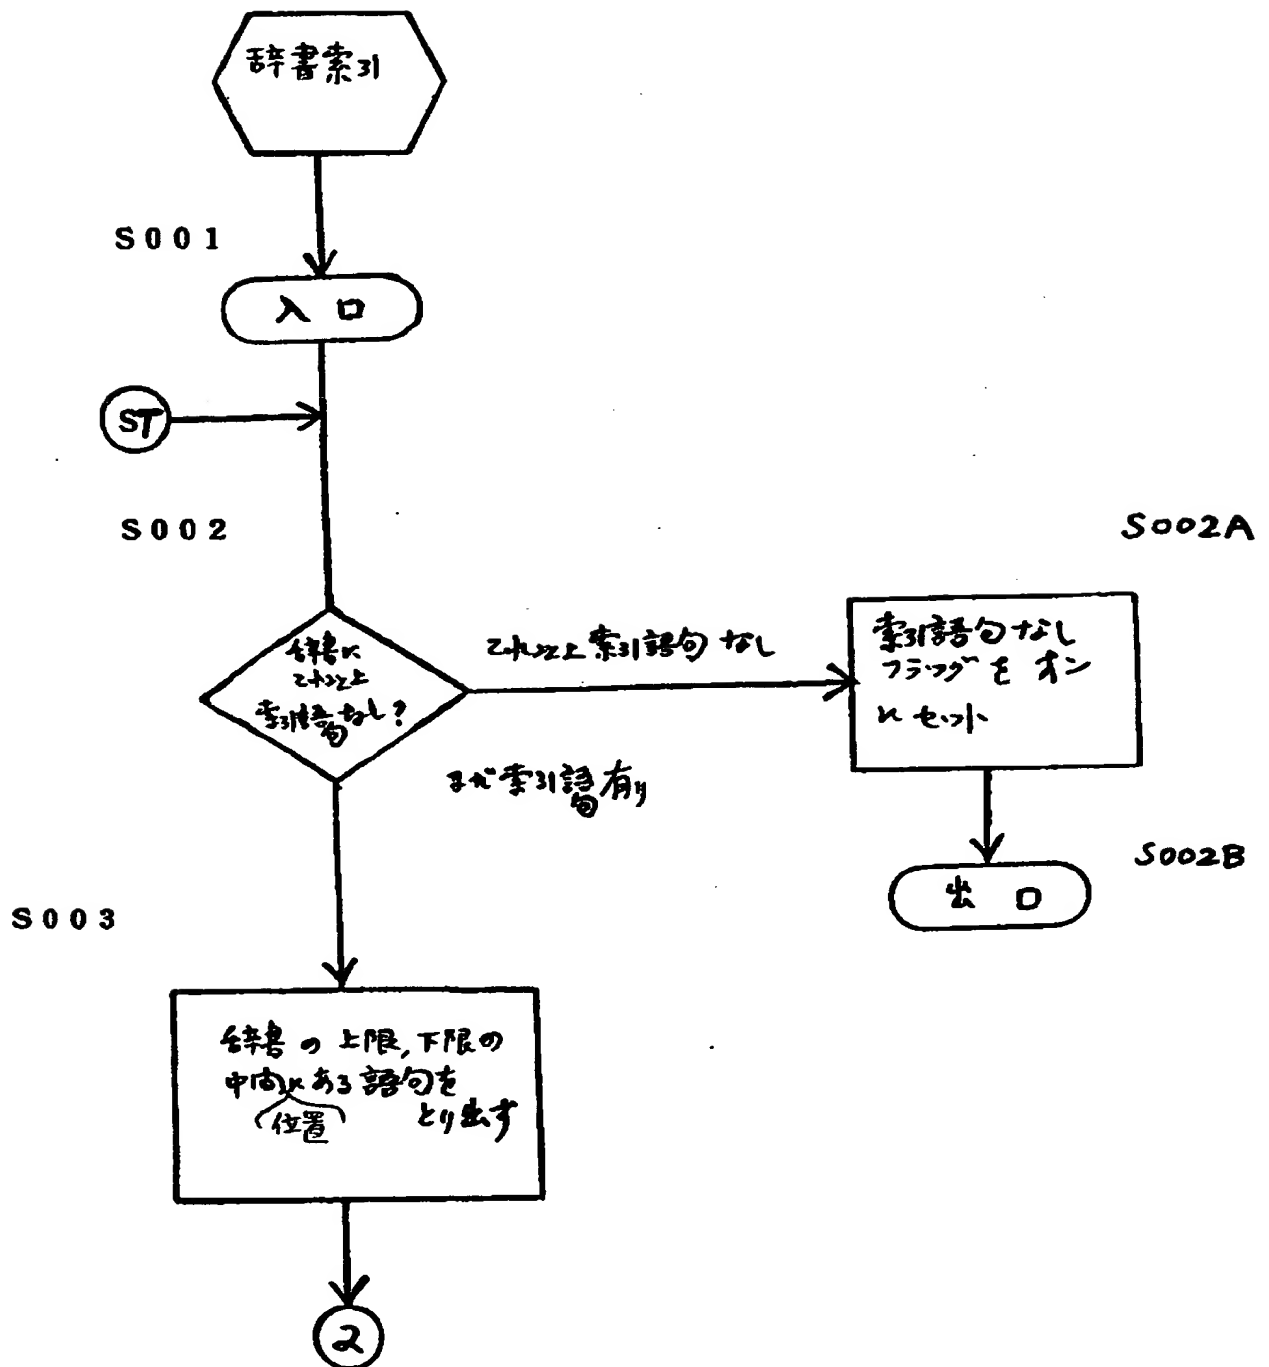 辞書索引
S001
入口
ST
S002
S002A
辞書に
これ以上
索引語句なし?
これ以上索引語句なし
索引語句なし
フラッグをオン
にセット
まだ索引語句有り
S002B
出口
S003
辞書の上限,下限の
中間にある語句を
位置
とり出す
2